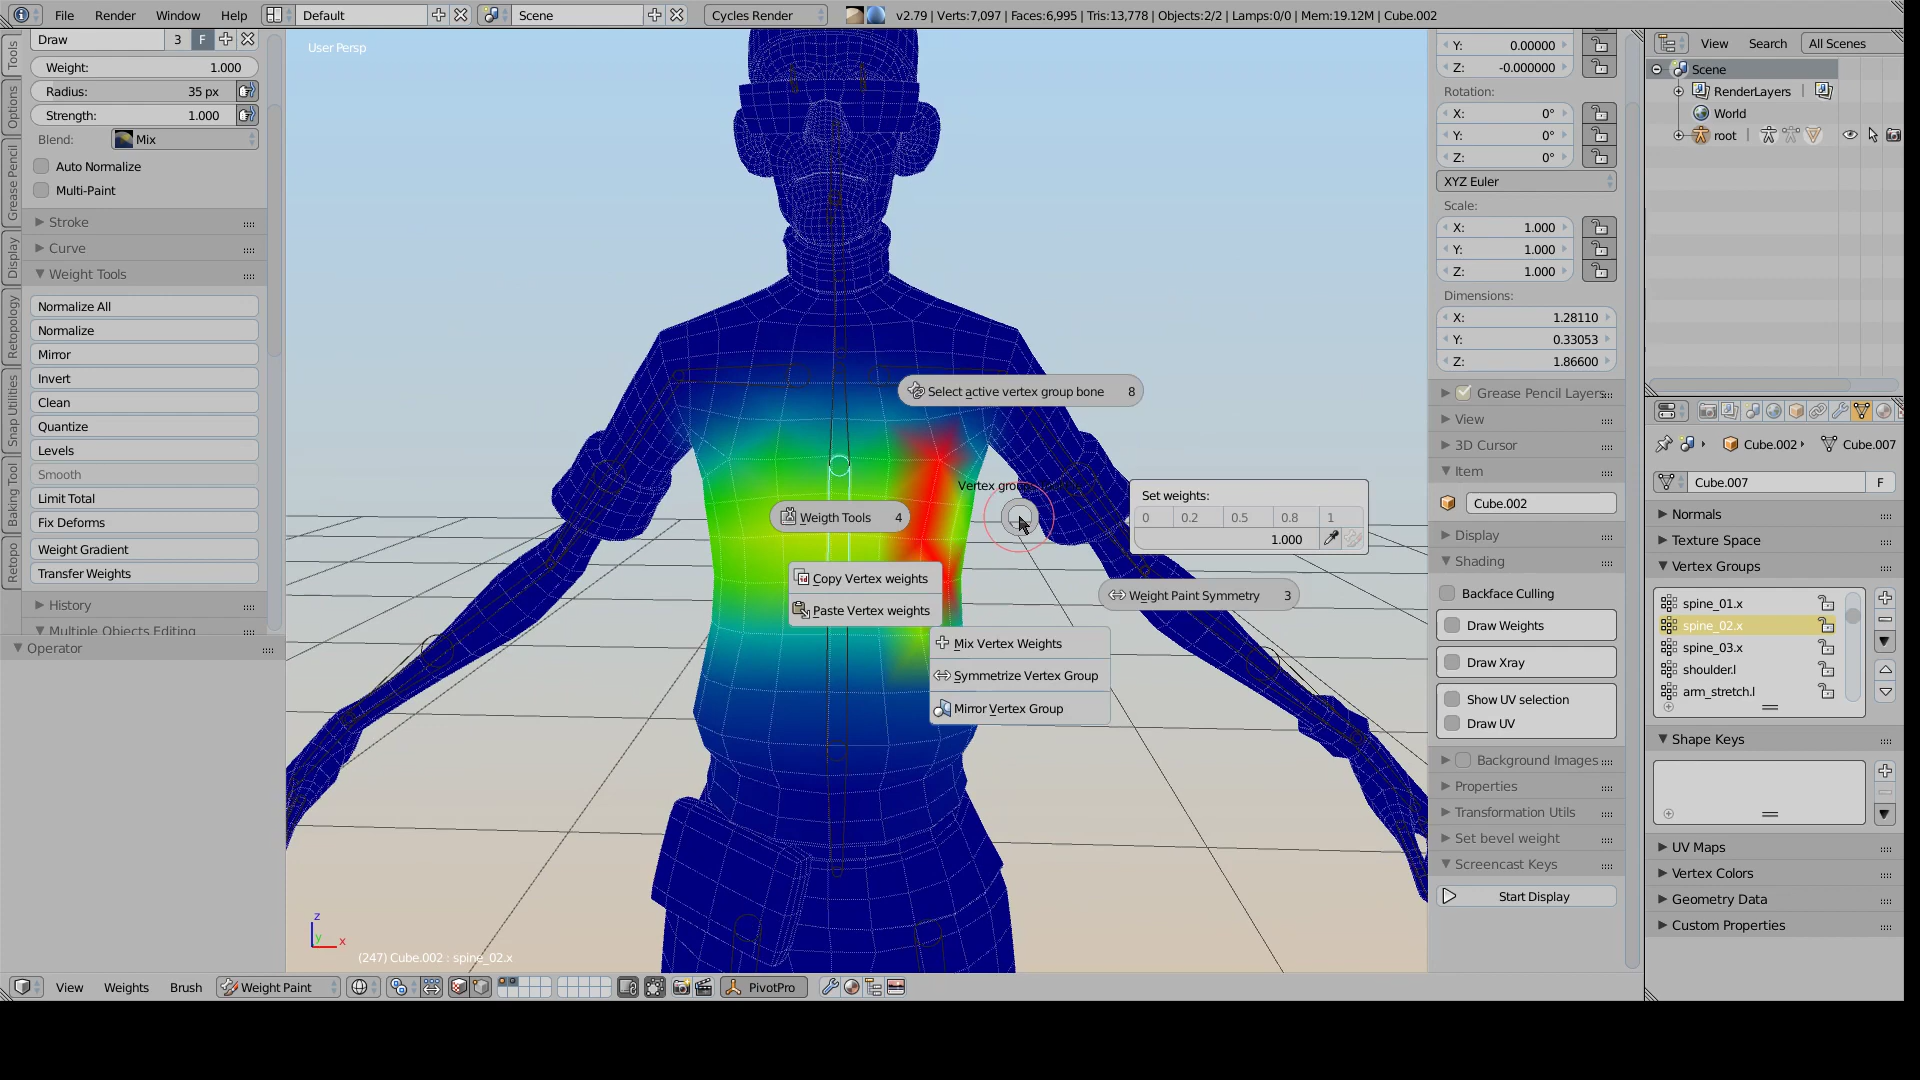 File Render Window Help Default Scene Cycles Render v2.79 | Verts:7,097 | Faces:6,995 | Tris:13,778 | Objects:2/2 | Lamps:0/0 | Mem:19.12M | Cube.002
Tools
Options
Grease Pencil
Display
Retopology
Snap Utilities
Baking Tool
Retopo
Draw 3 F
Weight: 1.000
Radius: 35 px
Strength: 1.000
Blend: Mix
Auto Normalize
Multi-Paint
Stroke
Curve
Weight Tools
Normalize All
Normalize
Mirror
Invert
Clean
Quantize
Levels
Smooth
Limit Total
Fix Deforms
Weight Gradient
Transfer Weights
History
Multiple Objects Editing
Operator
User Persp
Select active vertex group bone 8
Vertex group
Weigth Tools 4
Copy Vertex weights
Paste Vertex weights
Mix Vertex Weights
Symmetrize Vertex Group
Mirror Vertex Group
Set weights:
0 0.2 0.5 0.8 1
1.000
Weight Paint Symmetry 3
z
y x
(247) Cube.002 : spine_02.x
View Weights Brush Weight Paint PivotPro
Y: 0.00000
Z: -0.000000
Rotation:
X: 0°
Y: 0°
Z: 0°
XYZ Euler
Scale:
X: 1.000
Y: 1.000
Z: 1.000
Dimensions:
X: 1.28110
Y: 0.33053
Z: 1.86600
Grease Pencil Layers
View
3D Cursor
Item
Cube.002
Display
Shading
Backface Culling
Draw Weights
Draw Xray
Show UV selection
Draw UV
Background Images
Properties
Transformation Utils
Set bevel weight
Screencast Keys
Start Display
View Search All Scenes
Scene
RenderLayers
World
root
Cube.002 Cube.007
Cube.007 F
Normals
Texture Space
Vertex Groups
spine_01.x
spine_02.x
spine_03.x
shoulder.l
arm_stretch.l
Shape Keys
UV Maps
Vertex Colors
Geometry Data
Custom Properties